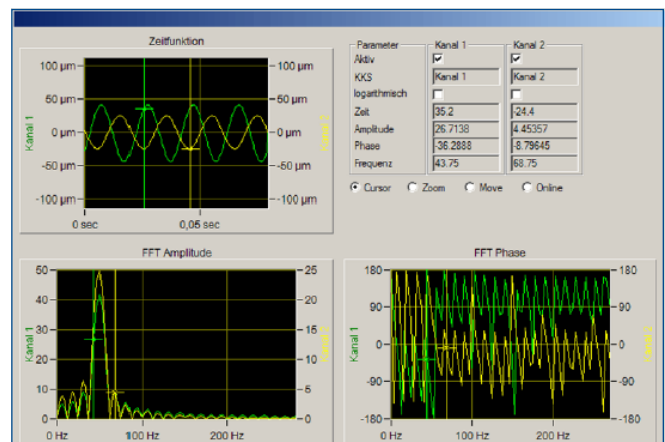 Zeitfunktion
100 µm
50 µm
0 µm
-50 µm
-100 µm
Kanal 1
100 µm
50 µm
0 µm
-50 µm
-100 µm
Kanal 2
0 sec
0,05 sec
Parameter Kanal 1 Kanal 2
Aktiv
KKS Kanal 1 Kanal 2
logarithmisch
Zeit 35.2 -24.4
Amplitude 26.7138 4.45357
Phase -36.2888 -8.79645
Frequenz 43.75 68.75
Cursor Zoom Move Online
FFT Amplitude
50
40
30
20
10
0
Kanal 1
25
20
15
10
5
0
Kanal 2
0 Hz
100 Hz
200 Hz
FFT Phase
180
90
0
-90
-180
Kanal 1
180
90
0
-90
-180
Kanal 2
0 Hz
100 Hz
200 Hz